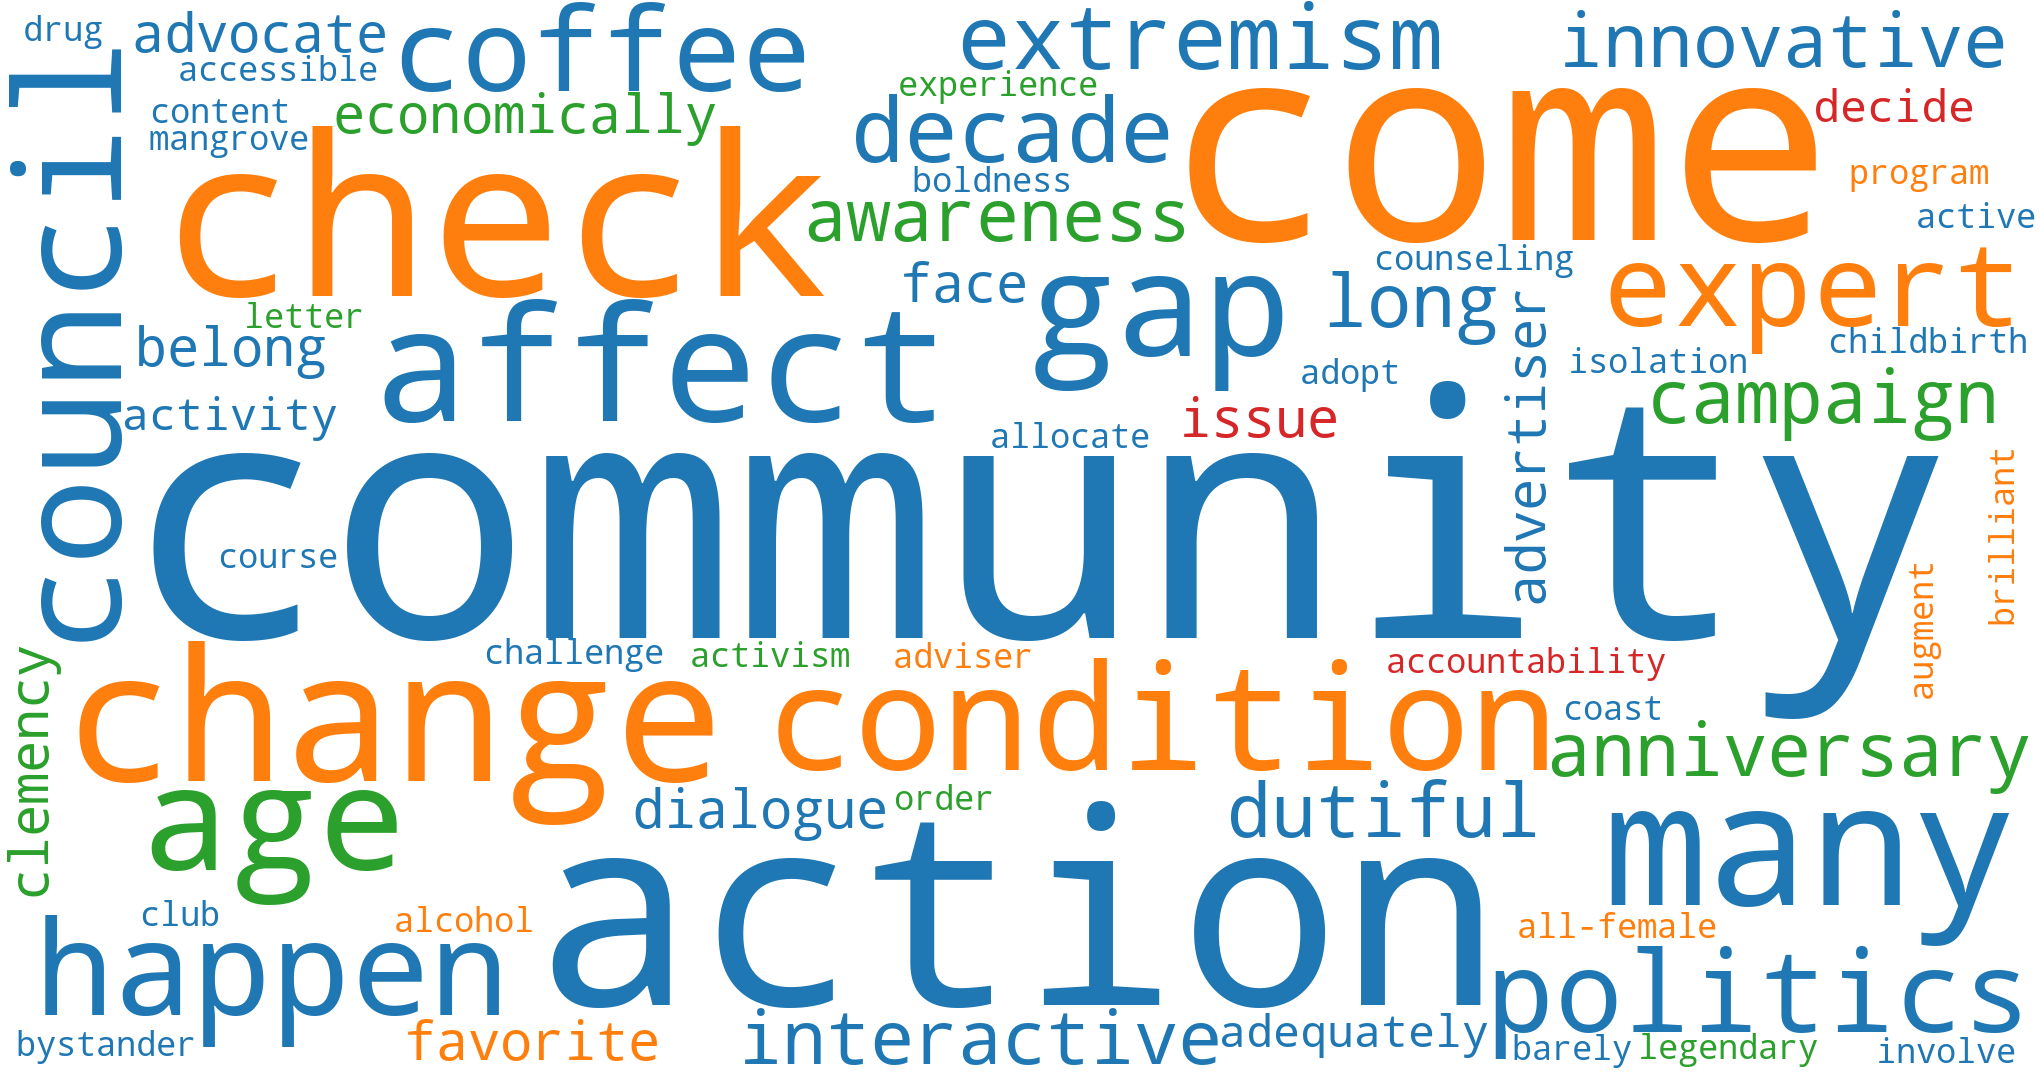 drug
advocate
coffee
extremism
innovative
accessible
experience
content
economically
decade
come
decide
mangrove
council
check
boldness
program
awareness
active
face
gap
counseling
long
expert
letter
belong
affect
advertiser
childbirth
adopt
isolation
activity
issue
campaign
allocate
community
brilliant
course
augment
challenge
activism
adviser
accountability
clemency
change
condition
coast
anniversary
age
dialogue
order
dutiful
many
action
club
alcohol
all-female
happen
politics
bystander
favorite
interactive
adequately
barely
legendary
involve